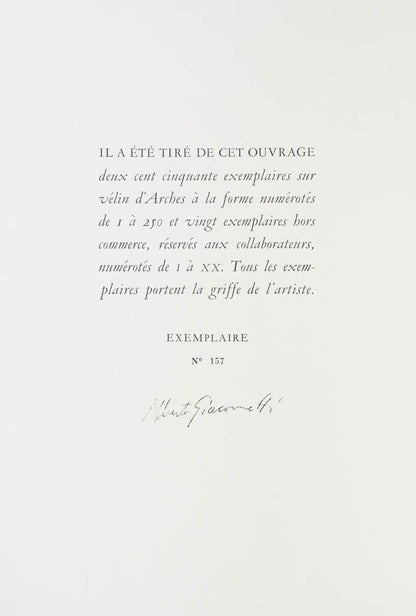 IL A ÉTÉ TIRÉ DE CET OUVRAGE
deux cent cinquante exemplaires sur
vélin d'Arches à la forme numérotés
de 1 à 250 et vingt exemplaires hors
commerce, réservés aux collaborateurs,
numérotés de I à XX. Tous les exem-
plaires portent la griffe de l'artiste.
EXEMPLAIRE
Nº 157
Alberto Giacometti